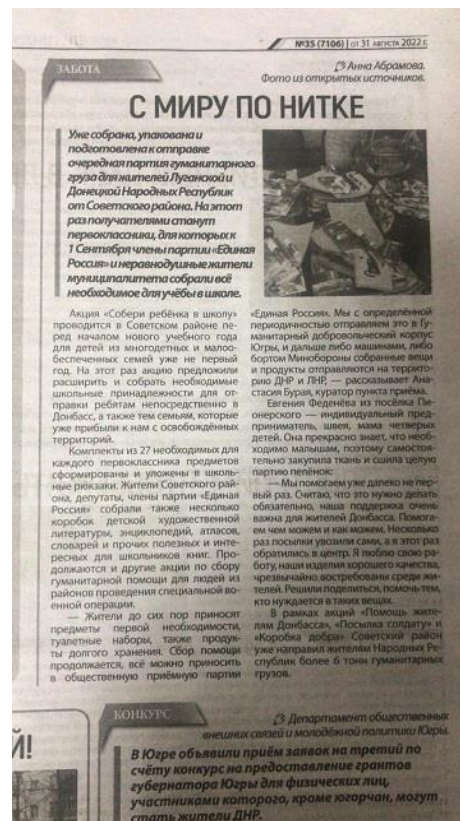 №35 (7106) | от 31 августа 2022 г.
ЗАБОТА
Анна Абрамова.
Фото из открытых источников.
С МИРУ ПО НИТКЕ
Уже собрана, упакована и
подготовлена к отправке
очередная партия гуманитарного
груза для жителей Луганской и
Донецкой Народных Республик
от Советского района. На этот
раз получателями станут
первоклассники, для которых к
1 Сентября члены партии «Единая
Россия» и неравнодушные жители
муниципалитета собрали всё
необходимое для учёбы в школе.
Акция «Собери ребёнка в школу»
проводится в Советском районе пе-
ред началом нового учебного года
для детей из многодетных и малоо-
беспеченных семей уже не первый
год. На этот раз акцию предложили
расширить и собрать необходимые
школьные принадлежности для от-
правки ребятам непосредственно в
Донбасс, а также тем семьям, которые
уже прибыли к нам с освобождённых
территорий.
Комплекты из 27 необходимых для
каждого первоклассника предметов
сформированы и уложены в школь-
ные рюкзаки. Жители Советского рай-
она, депутаты, члены партии «Единая
Россия» собрали также несколько
коробок детской художественной
литературы, энциклопедий, атласов,
словарей и прочих полезных и инте-
ресных для школьников книг. Про-
должаются и другие акции по сбору
гуманитарной помощи для людей из
районов проведения специальной во-
енной операции.
— Жители до сих пор приносят
предметы первой необходимости,
туалетные наборы, также продук-
ты долгого хранения. Сбор помощи
продолжается, всё можно приносить
в общественную приёмную партии
«Единая Россия». Мы с определённой
периодичностью отправляем это в Гу-
манитарный добровольческий корпус
Югры, и дальше либо машинами, либо
бортом Минобороны собранные вещи
и продукты отправляются на террито-
рию ДНР и ЛНР, — рассказывает Ана-
стасия Бурая, куратор пункта приёма.
Евгения Феденёва из посёлка Пи-
онерского — индивидуальный пред-
приниматель, швея, мама четверых
детей. Она прекрасно знает, что необ-
ходимо малышам, поэтому самостоя-
тельно закупила ткань и сшила целую
партию пелёнок:
— Мы помогаем уже далеко не пер-
вый раз. Считаю, что это нужно делать
обязательно, наша поддержка очень
важна для жителей Донбасса. Помога-
ем чем можем и как можем. Несколько
раз посылки увозили сами, а в этот раз
обратились в центр. Я люблю свою ра-
боту, наши изделия хорошего качества,
чрезвычайно востребованы среди жи-
телей. Решили поделиться, помочь тем,
кто нуждается в таких вещах.
В рамках акций «Помощь жите-
лям Донбасса», «Посылка солдату» и
«Коробка добра» Советский район
уже направил жителям Народных Ре-
спублик более 6 тонн гуманитарных
грузов.
Й!
КОНКУРС
Департамент общественных
внешних связей и молодёжной политики Югры.
В Югре объявили приём заявок на третий по
счёту конкурс на предоставление грантов
губернатора Югры для физических лиц,
участниками которого, кроме югорчан, могут
стать жители ДНР.